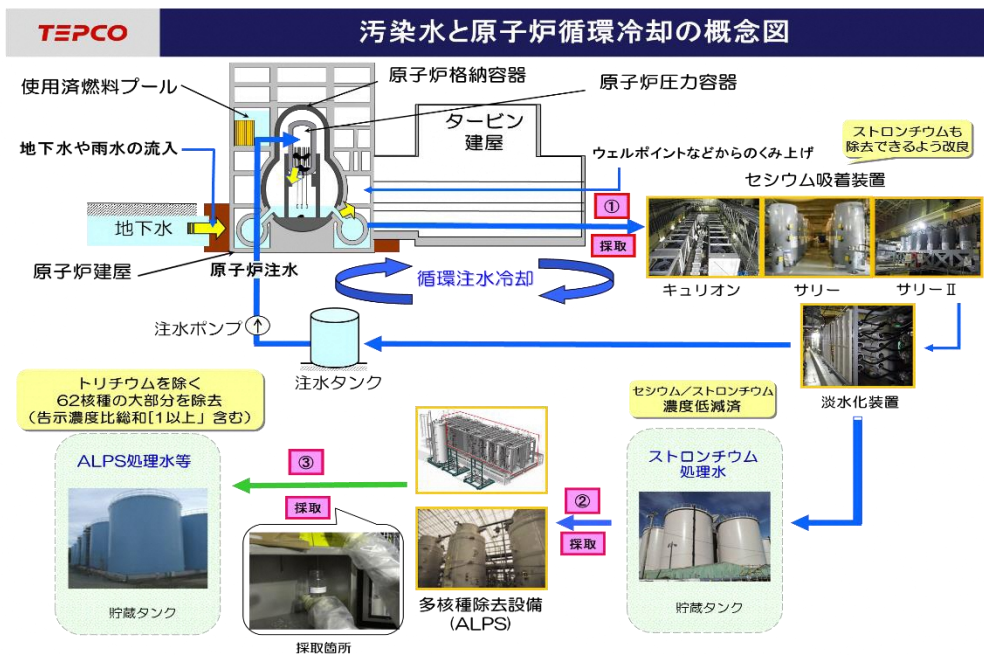 TEPCO
汚染水と原子炉循環冷却の概念図
使用済燃料プール
原子炉格納容器
原子炉圧力容器
タービン
建屋
ストロンチウムも
除去できるよう改良
地下水や雨水の流入
ウェルポイントなどからのくみ上げ
セシウム吸着装置
①
採取
地下水
原子炉建屋
原子炉注水
循環注水冷却
キュリオン
サリー
サリーⅡ
注水ポンプ
注水タンク
淡水化装置
トリチウムを除く
62核種の大部分を除去
(告示濃度比総和[1以上」含む)
セシウム/ストロンチウム
濃度低減済
ALPS処理水等
③
採取
ストロンチウム
処理水
②
採取
貯蔵タンク
採取箇所
多核種除去設備
(ALPS)
貯蔵タンク